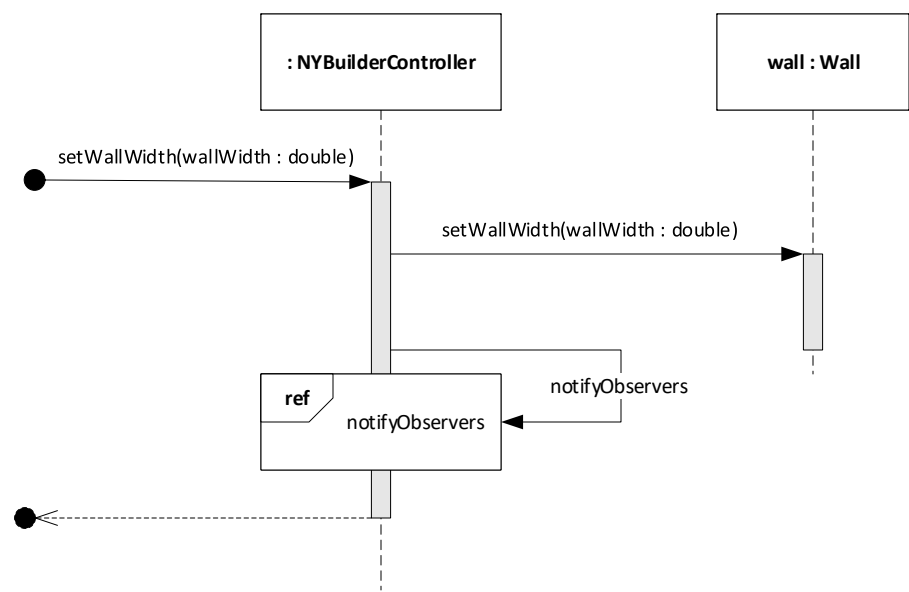 : NYBuilderController
wall : Wall
setWallWidth(wallWidth : double)
setWallWidth(wallWidth : double)
notifyObservers
ref
notifyObservers